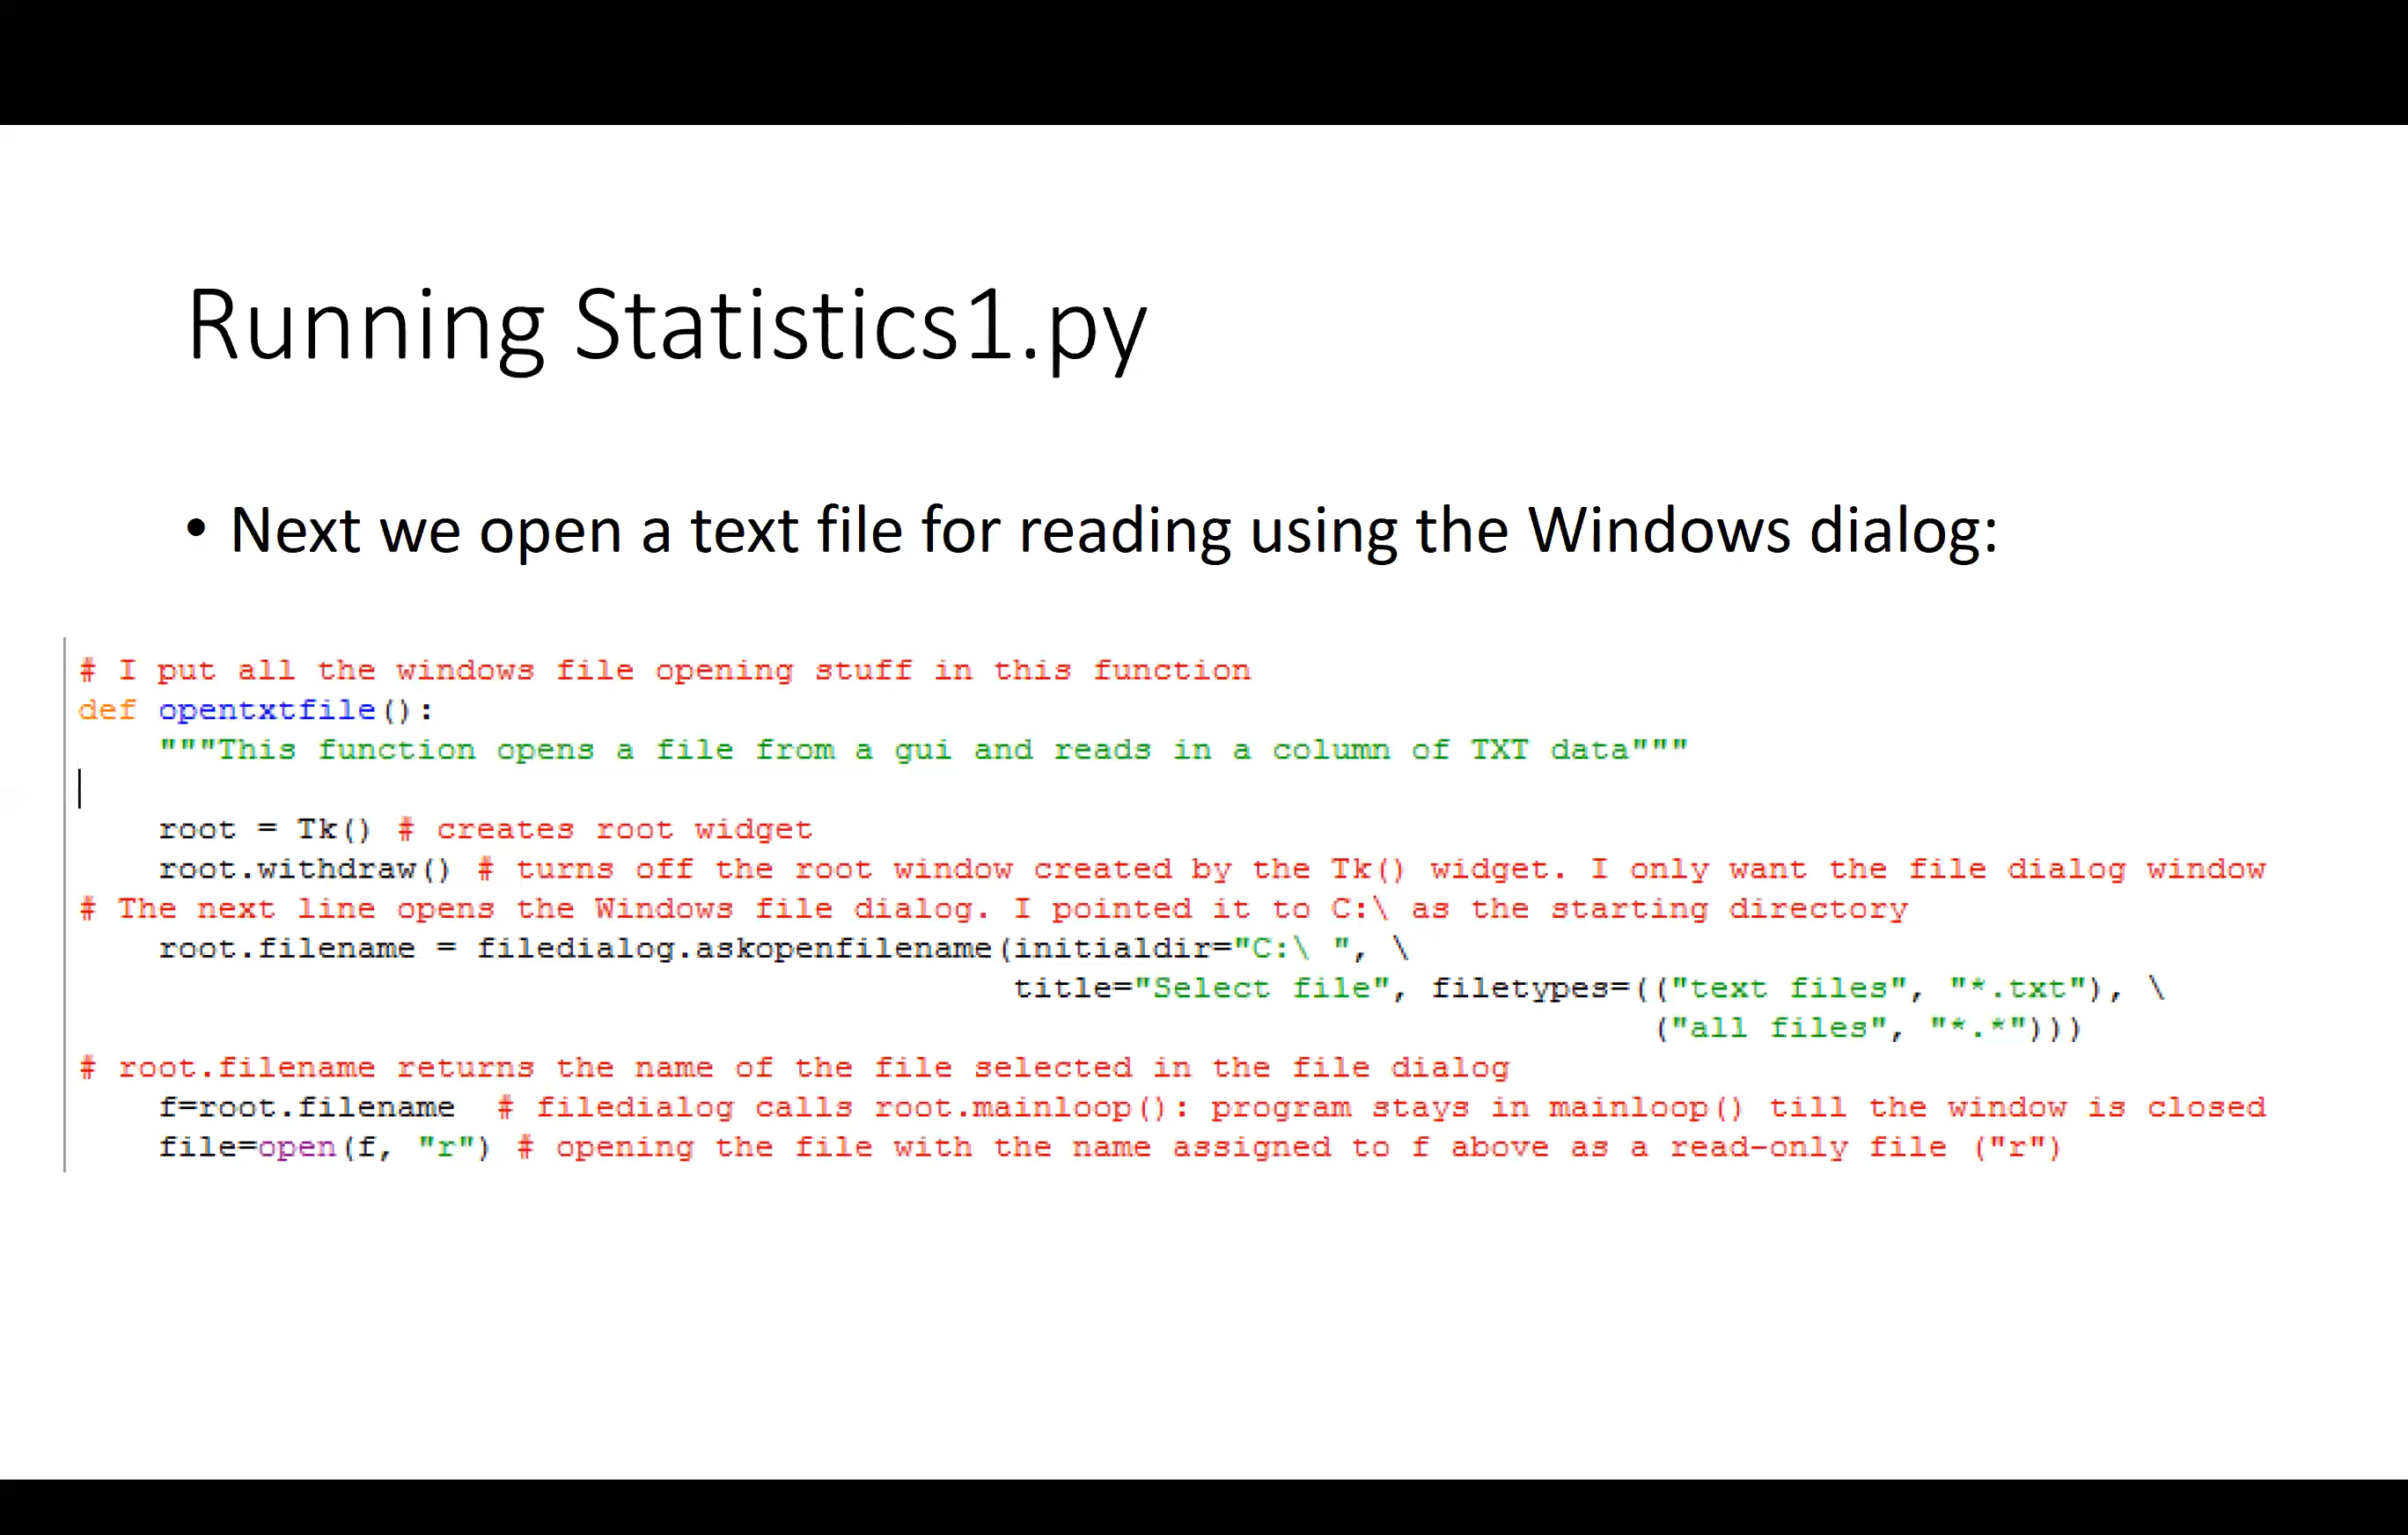 Running Statistics1.py
• Next we open a text file for reading using the Windows dialog:
# I put all the windows file opening stuff in this function
def opentxtfile():
    """This function opens a file from a gui and reads in a column of TXT data"""
    root = Tk() # creates root widget
    root.withdraw() # turns off the root window created by the Tk() widget. I only want the file dialog window
# The next line opens the Windows file dialog. I pointed it to C:\ as the starting directory
    root.filename = filedialog.askopenfilename(initialdir="C:\ ", \
                                               title="Select file", filetypes=(("text files", "*.txt"), \
                                                                               ("all files", "*.*")))
# root.filename returns the name of the file selected in the file dialog
    f=root.filename  # filedialog calls root.mainloop(): program stays in mainloop() till the window is closed
    file=open(f, "r") # opening the file with the name assigned to f above as a read-only file ("r")